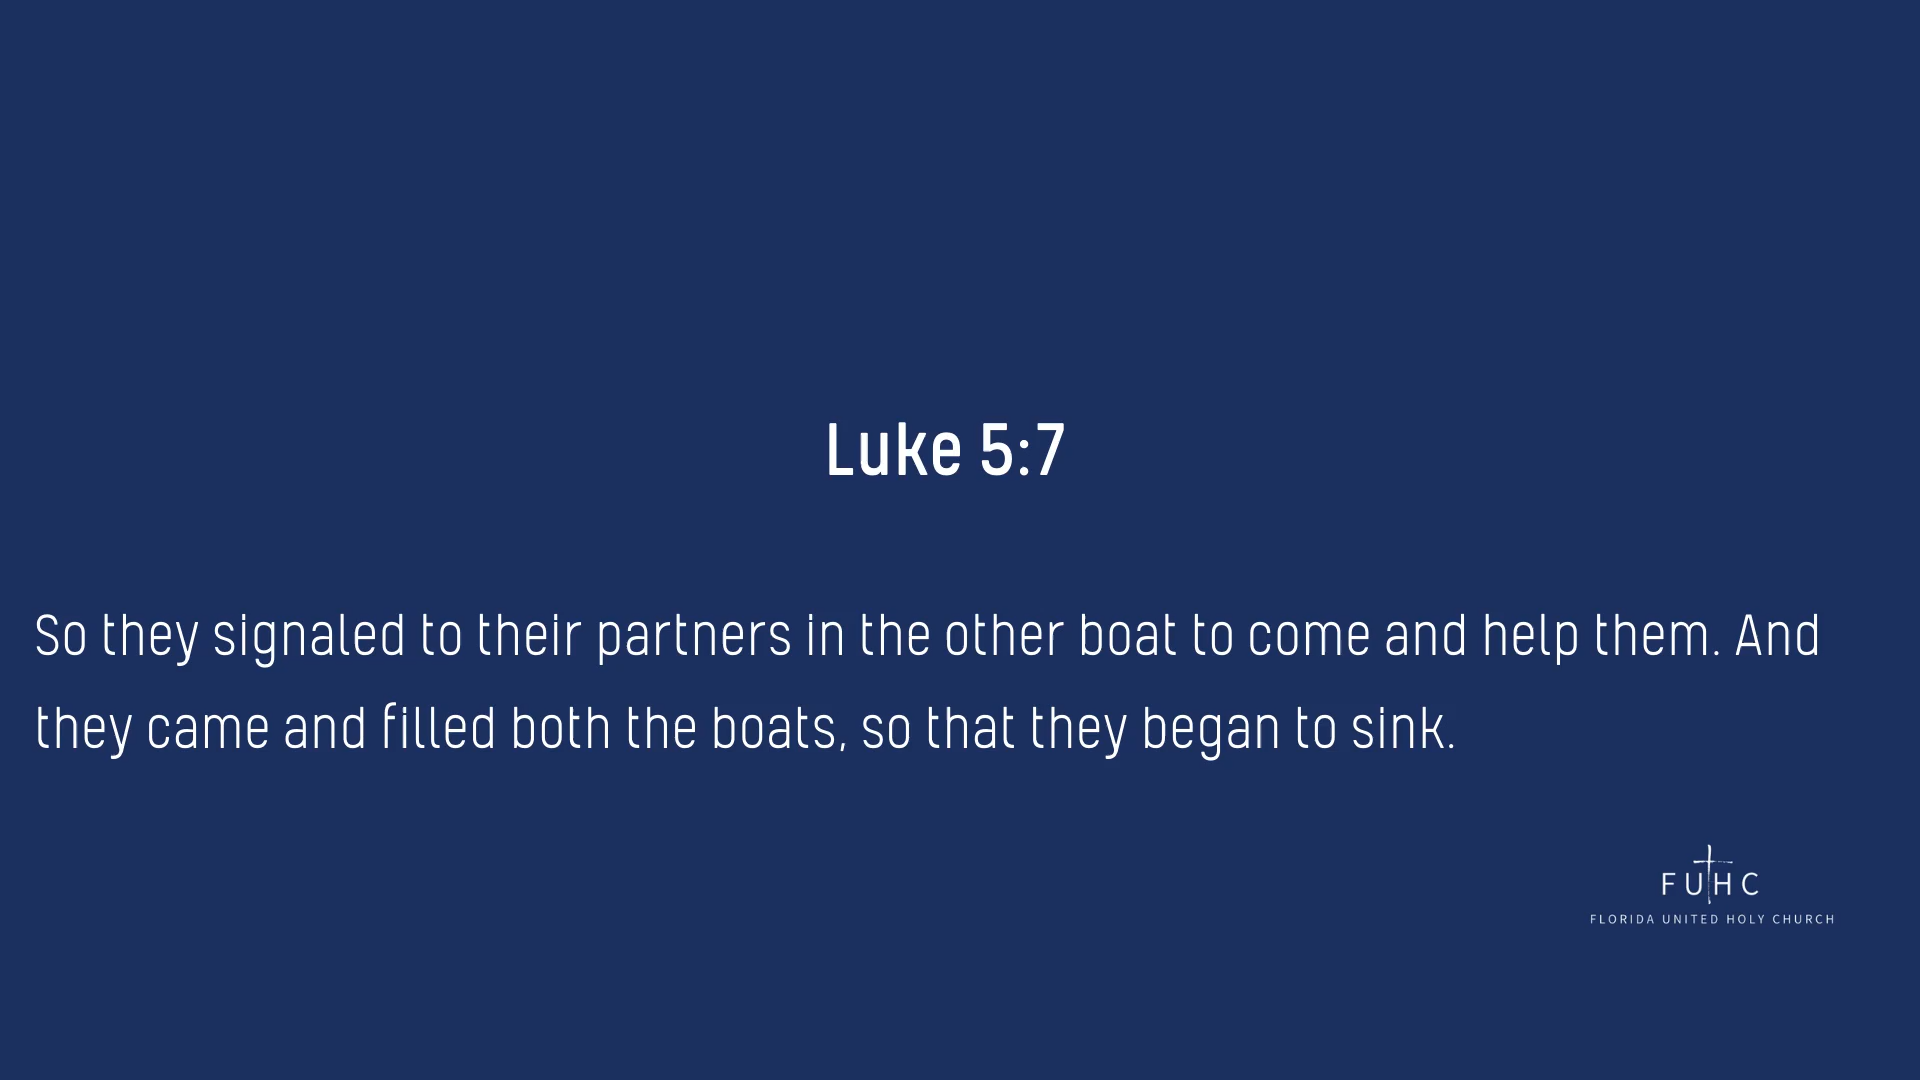 Luke 5:7
So they signaled to their partners in the other boat to come and help them. And
they came and filled both the boats, so that they began to sink.
FUHC
FLORIDA UNITED HOLY CHURCH